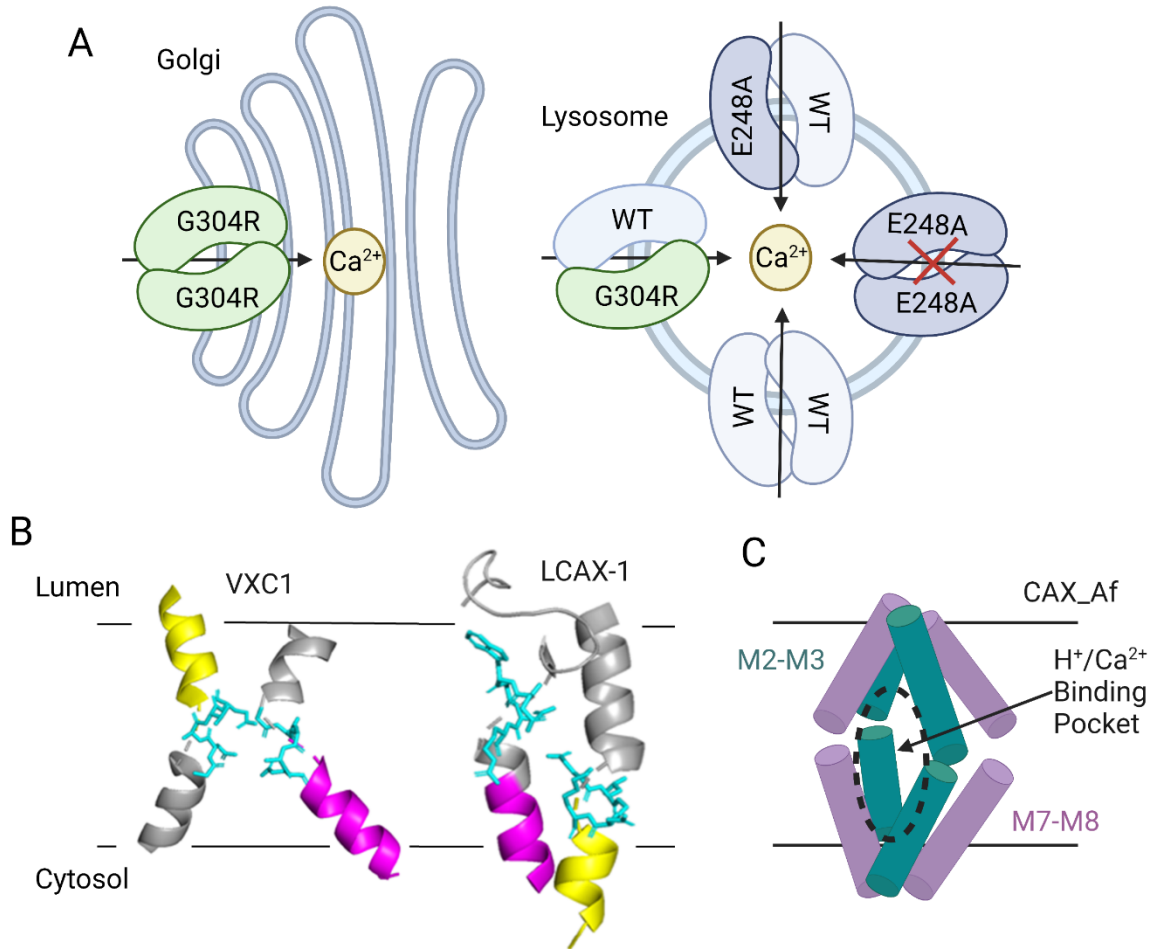 A
Golgi
G304R
G304R
Ca2+
Lysosome
E248A
WT
WT
G304R
Ca2+
E248A
E248A
WT
WT
B
Lumen
VXC1
LCAX-1
Cytosol
C
CAX_Af
M2-M3
H+/Ca2+
Binding
Pocket
M7-M8